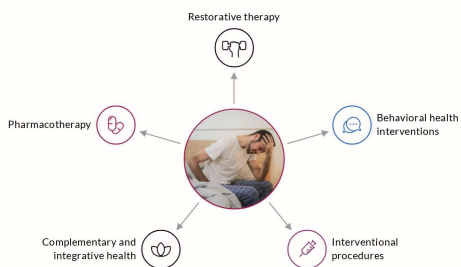 Restorative therapy
Pharmacotherapy
Behavioral health
interventions
Complementary and
integrative health
Interventional
procedures